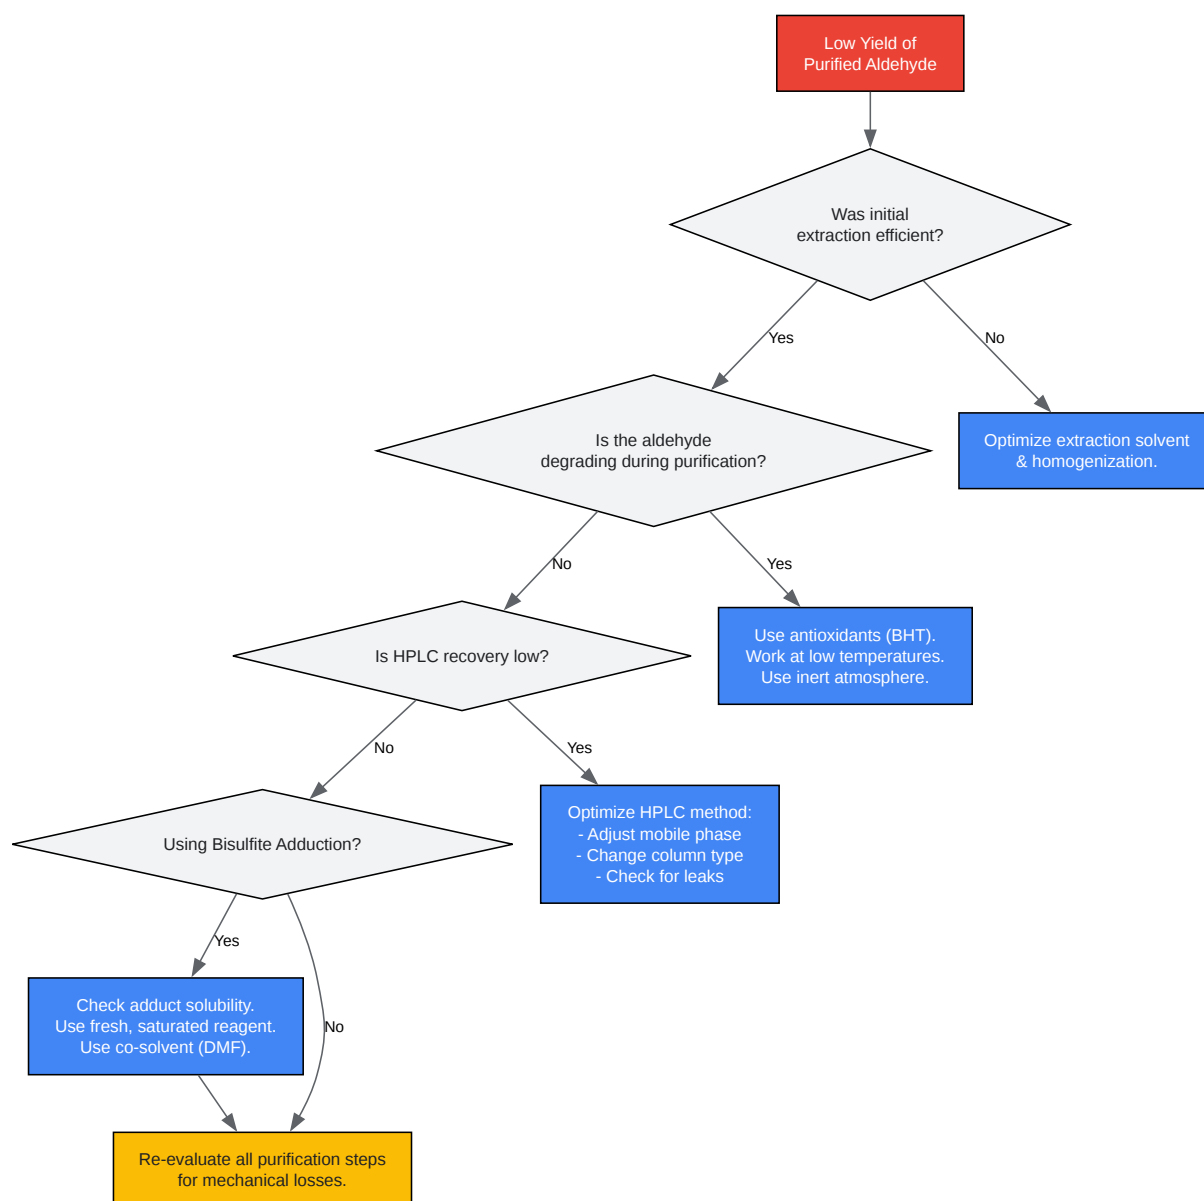 Low Yield of
Purified Aldehyde
Was initial
extraction efficient?
Yes
No
Is the aldehyde
degrading during purification?
Optimize extraction solvent
& homogenization.
No
Yes
Is HPLC recovery low?
Use antioxidants (BHT).
Work at low temperatures.
Use inert atmosphere.
No
Yes
Using Bisulfite Adduction?
Optimize HPLC method:
- Adjust mobile phase
- Change column type
- Check for leaks
Yes
Check adduct solubility.
Use fresh, saturated reagent.
Use co-solvent (DMF).
No
Re-evaluate all purification steps
for mechanical losses.